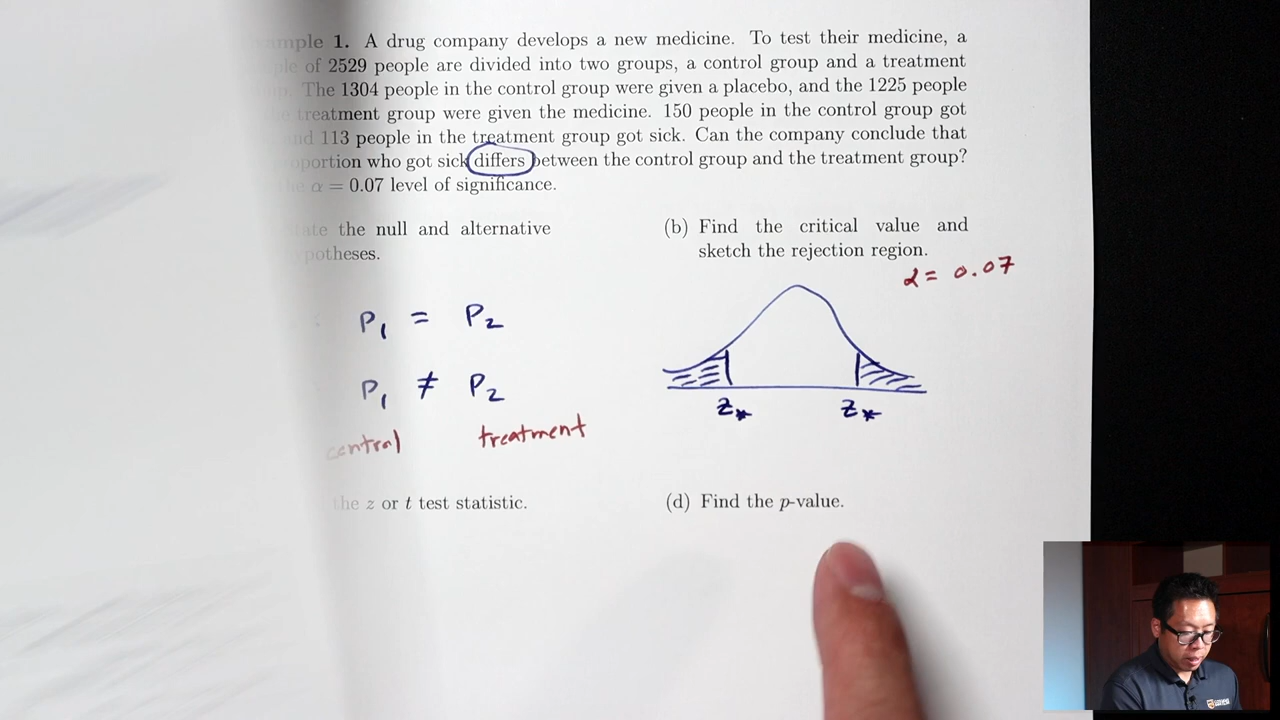 mple 1. A drug company develops a new medicine. To test their medicine, a
of 2529 people are divided into two groups, a control group and a treatment
The 1304 people in the control group were given a placebo, and the 1225 people
treatment group were given the medicine. 150 people in the control group got
nd 113 people in the treatment group got sick. Can the company conclude that
oportion who got sick differs between the control group and the treatment group?
α = 0.07 level of significance.
ate the null and alternative
potheses.
(b) Find the critical value and
sketch the rejection region.
α = 0.07
P₁ = P₂
P₁ ≠ P₂
control treatment
Z* Z*
the z or t test statistic.
(d) Find the p-value.